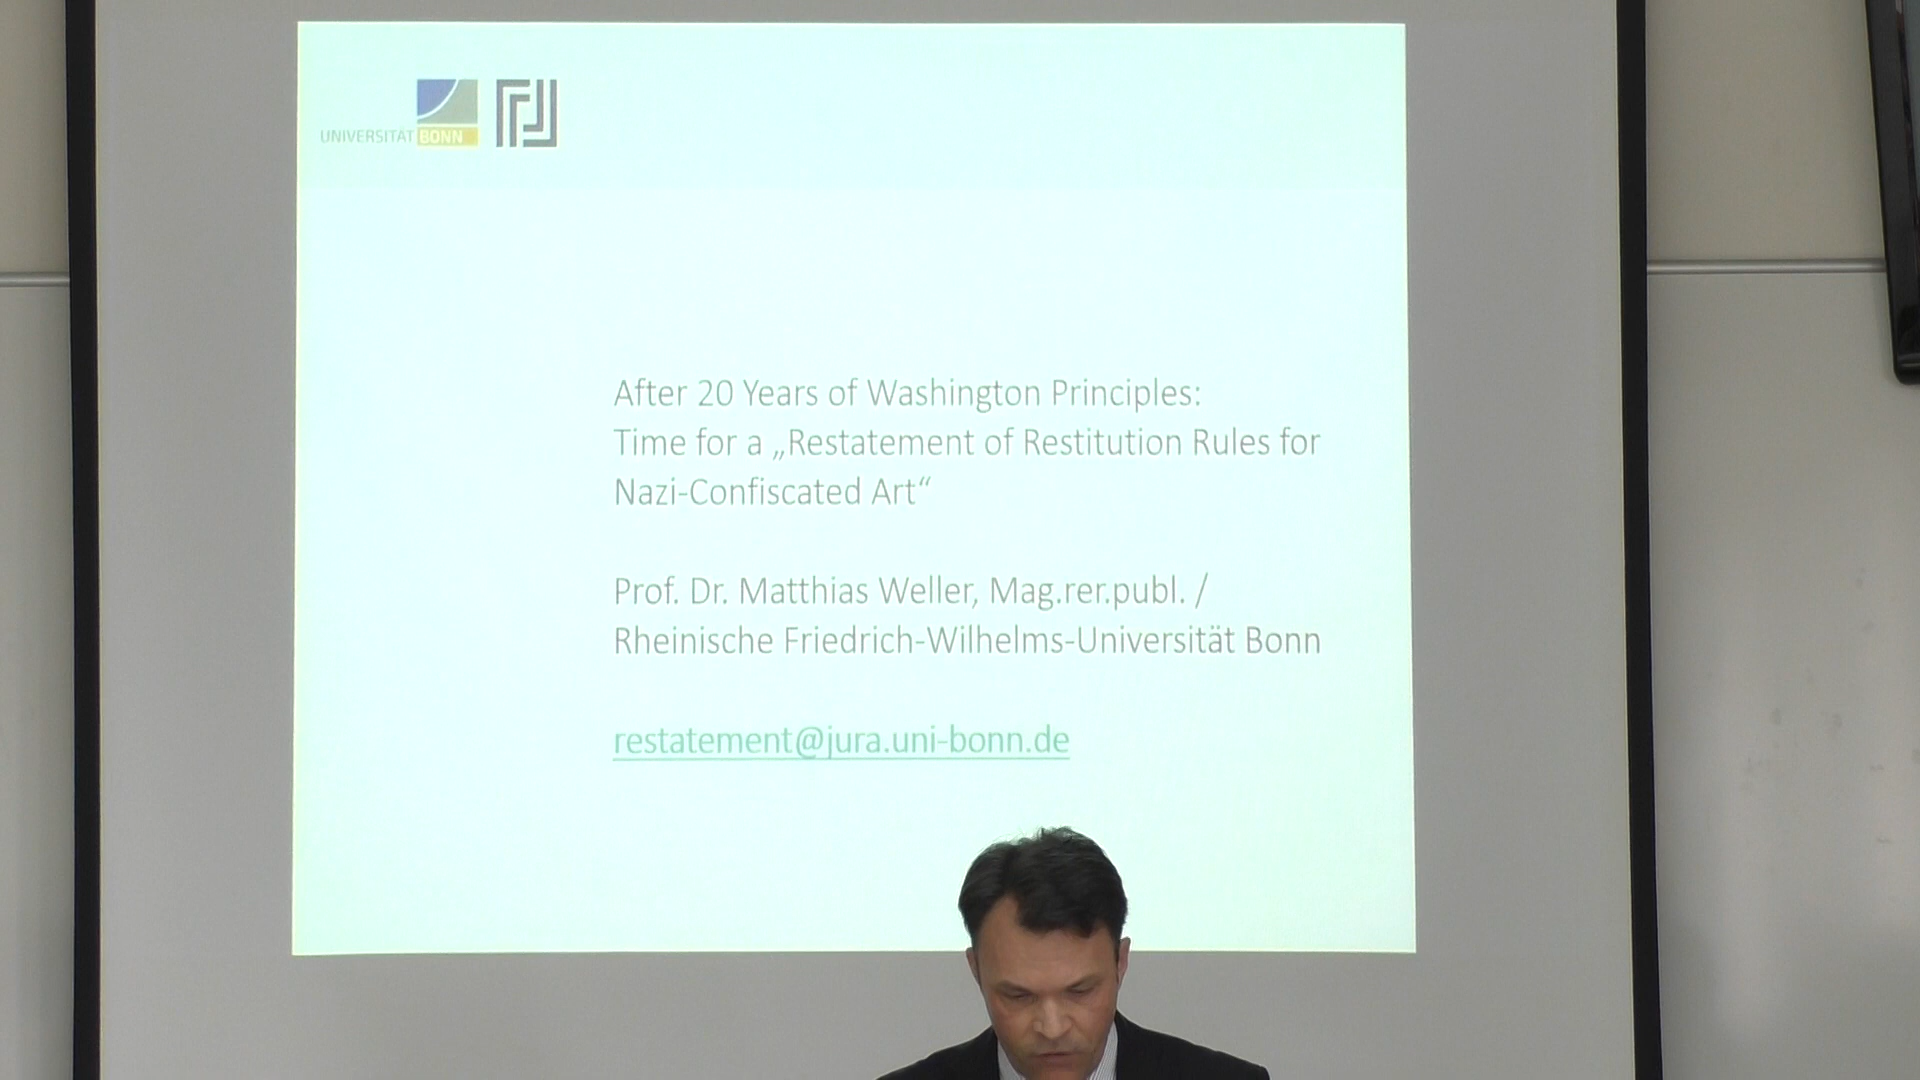 UNIVERSITÄT BONN
After 20 Years of Washington Principles:
Time for a „Restatement of Restitution Rules for
Nazi-Confiscated Art“
Prof. Dr. Matthias Weller, Mag.rer.publ. /
Rheinische Friedrich-Wilhelms-Universität Bonn
restatement@jura.uni-bonn.de